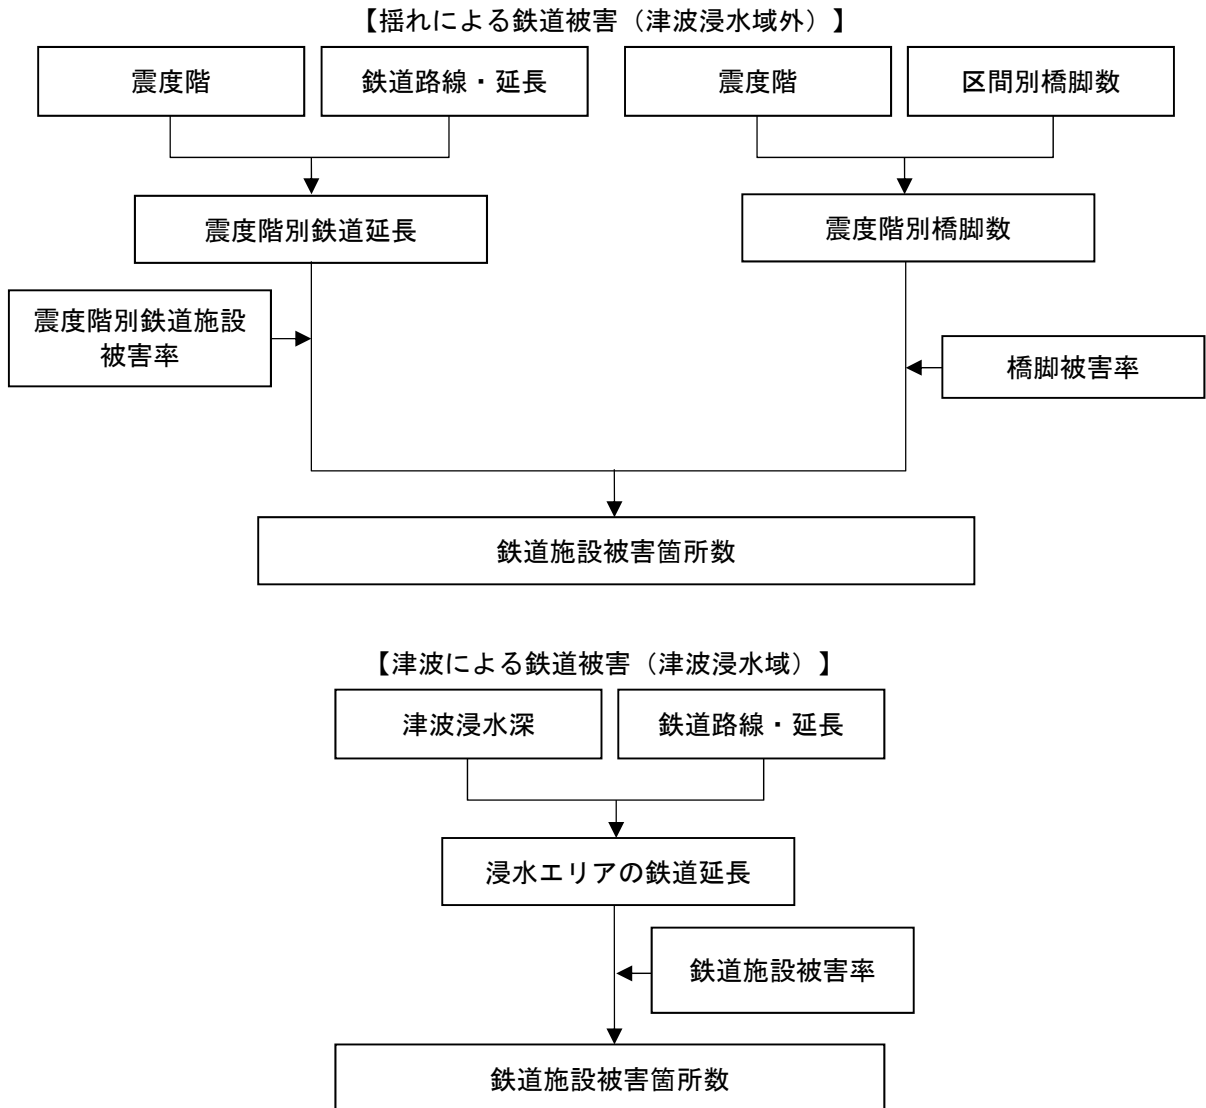 【揺れによる鉄道被害（津波浸水域外）】
震度階
鉄道路線・延長
震度階
区間別橋脚数
震度階別鉄道延長
震度階別橋脚数
震度階別鉄道施設
被害率
橋脚被害率
鉄道施設被害箇所数
【津波による鉄道被害（津波浸水域）】
津波浸水深
鉄道路線・延長
浸水エリアの鉄道延長
鉄道施設被害率
鉄道施設被害箇所数